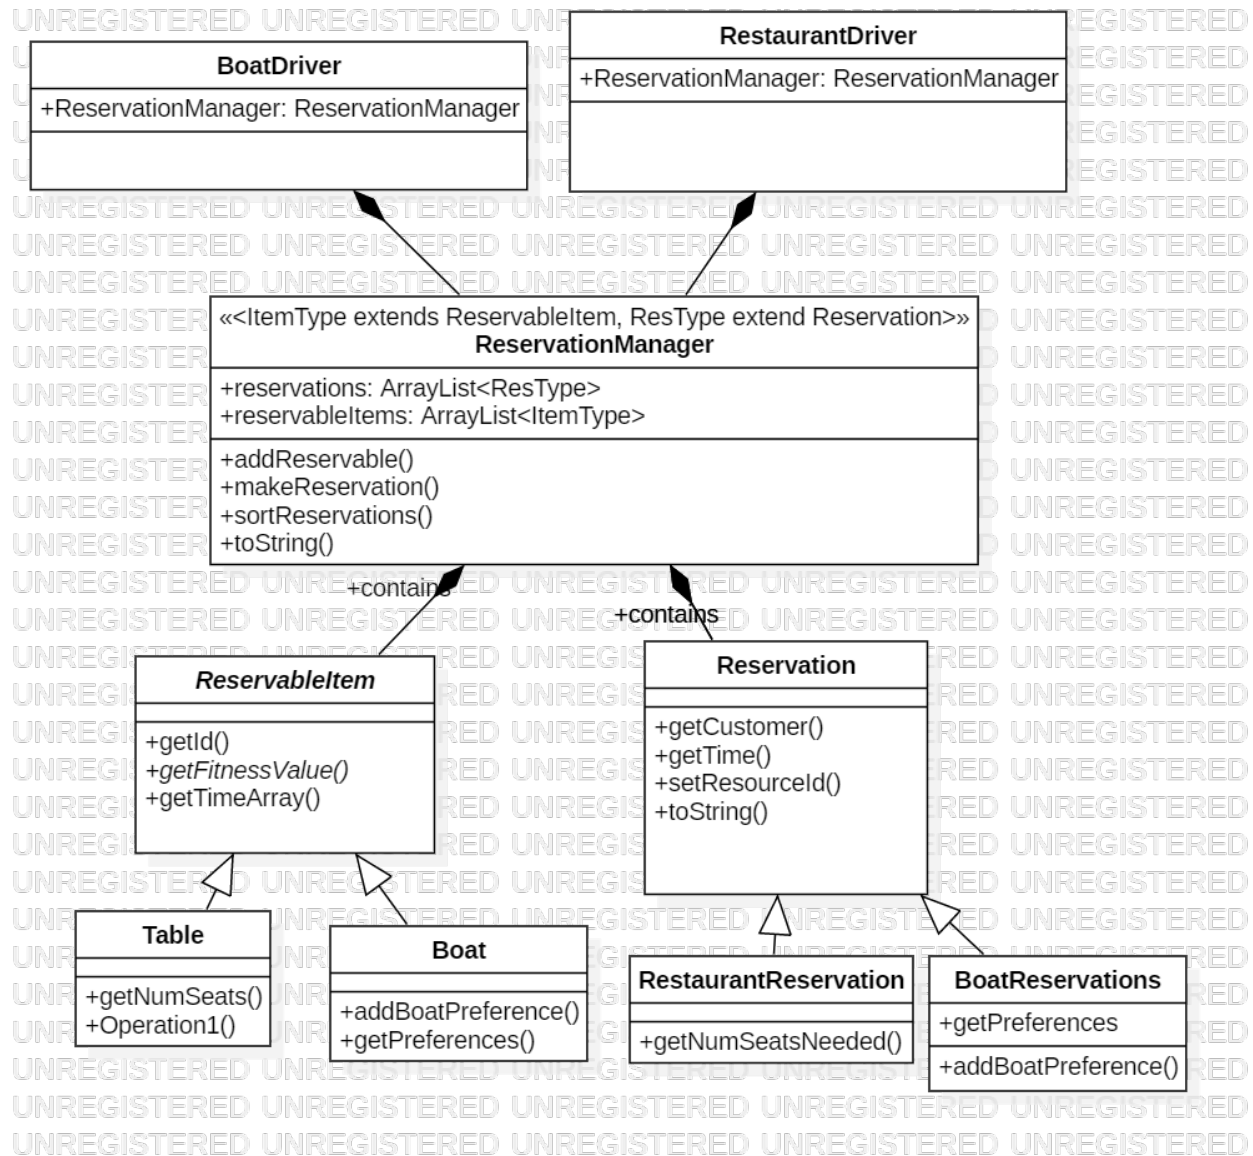 BoatDriver
+ReservationManager: ReservationManager
RestaurantDriver
+ReservationManager: ReservationManager
«<ItemType extends ReservableItem, ResType extend Reservation>»
ReservationManager
+reservations: ArrayList<ResType>
+reservableItems: ArrayList<ItemType>
+addReservable()
+makeReservation()
+sortReservations()
+toString()
+contains
+contains
ReservableItem
+getId()
+getFitnessValue()
+getTimeArray()
Reservation
+getCustomer()
+getTime()
+setResourceId()
+toString()
Table
+getNumSeats()
+Operation1()
Boat
+addBoatPreference()
+getPreferences()
RestaurantReservation
+getNumSeatsNeeded()
BoatReservations
+getPreferences
+addBoatPreference()
UNREGISTERED